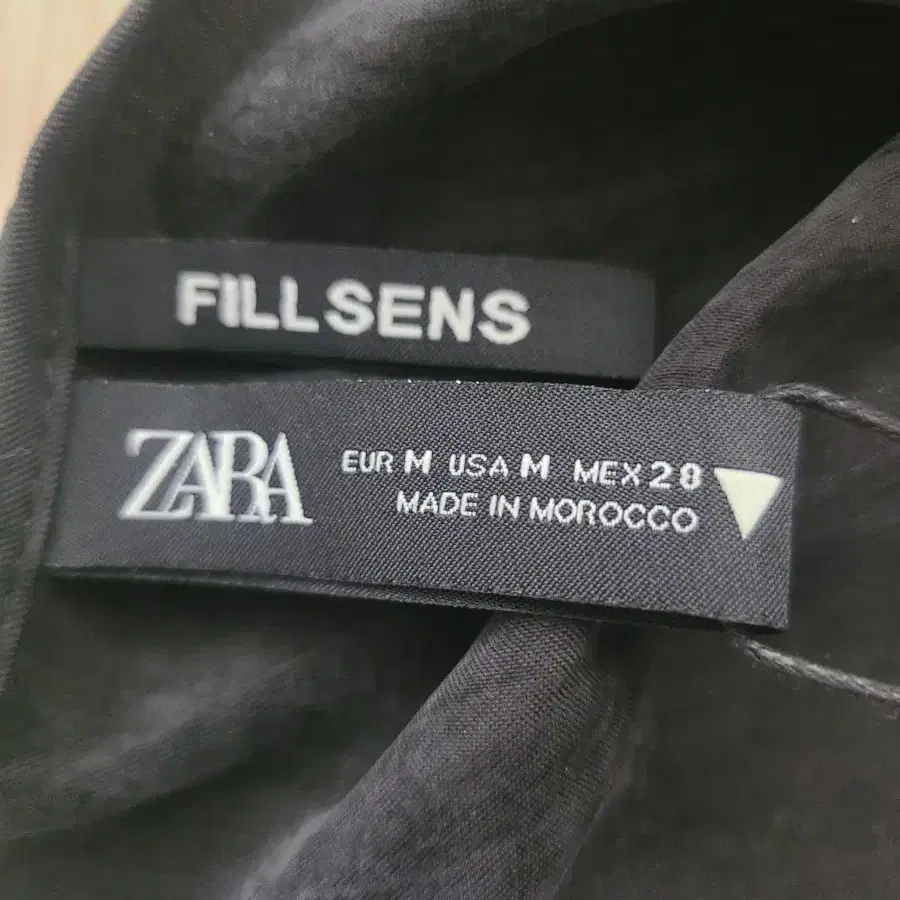 FILLSENS
ZARA
EUR M USA M MEX 28
MADE IN MOROCCO